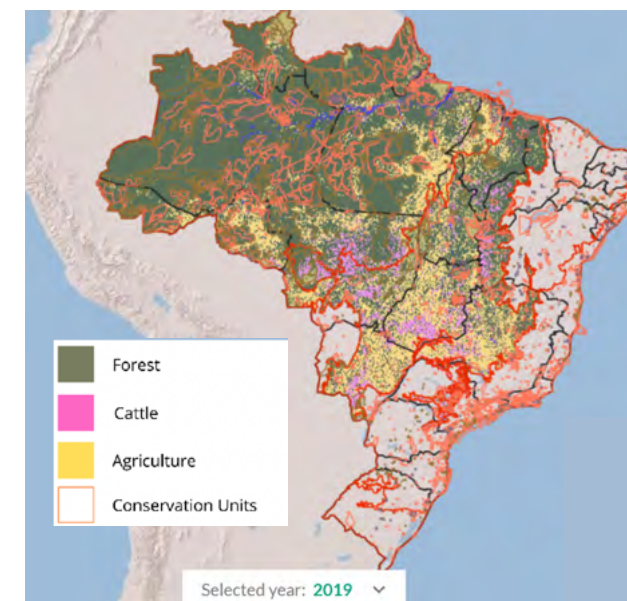 Forest
Cattle
Agriculture
Conservation Units
Selected year: 2019